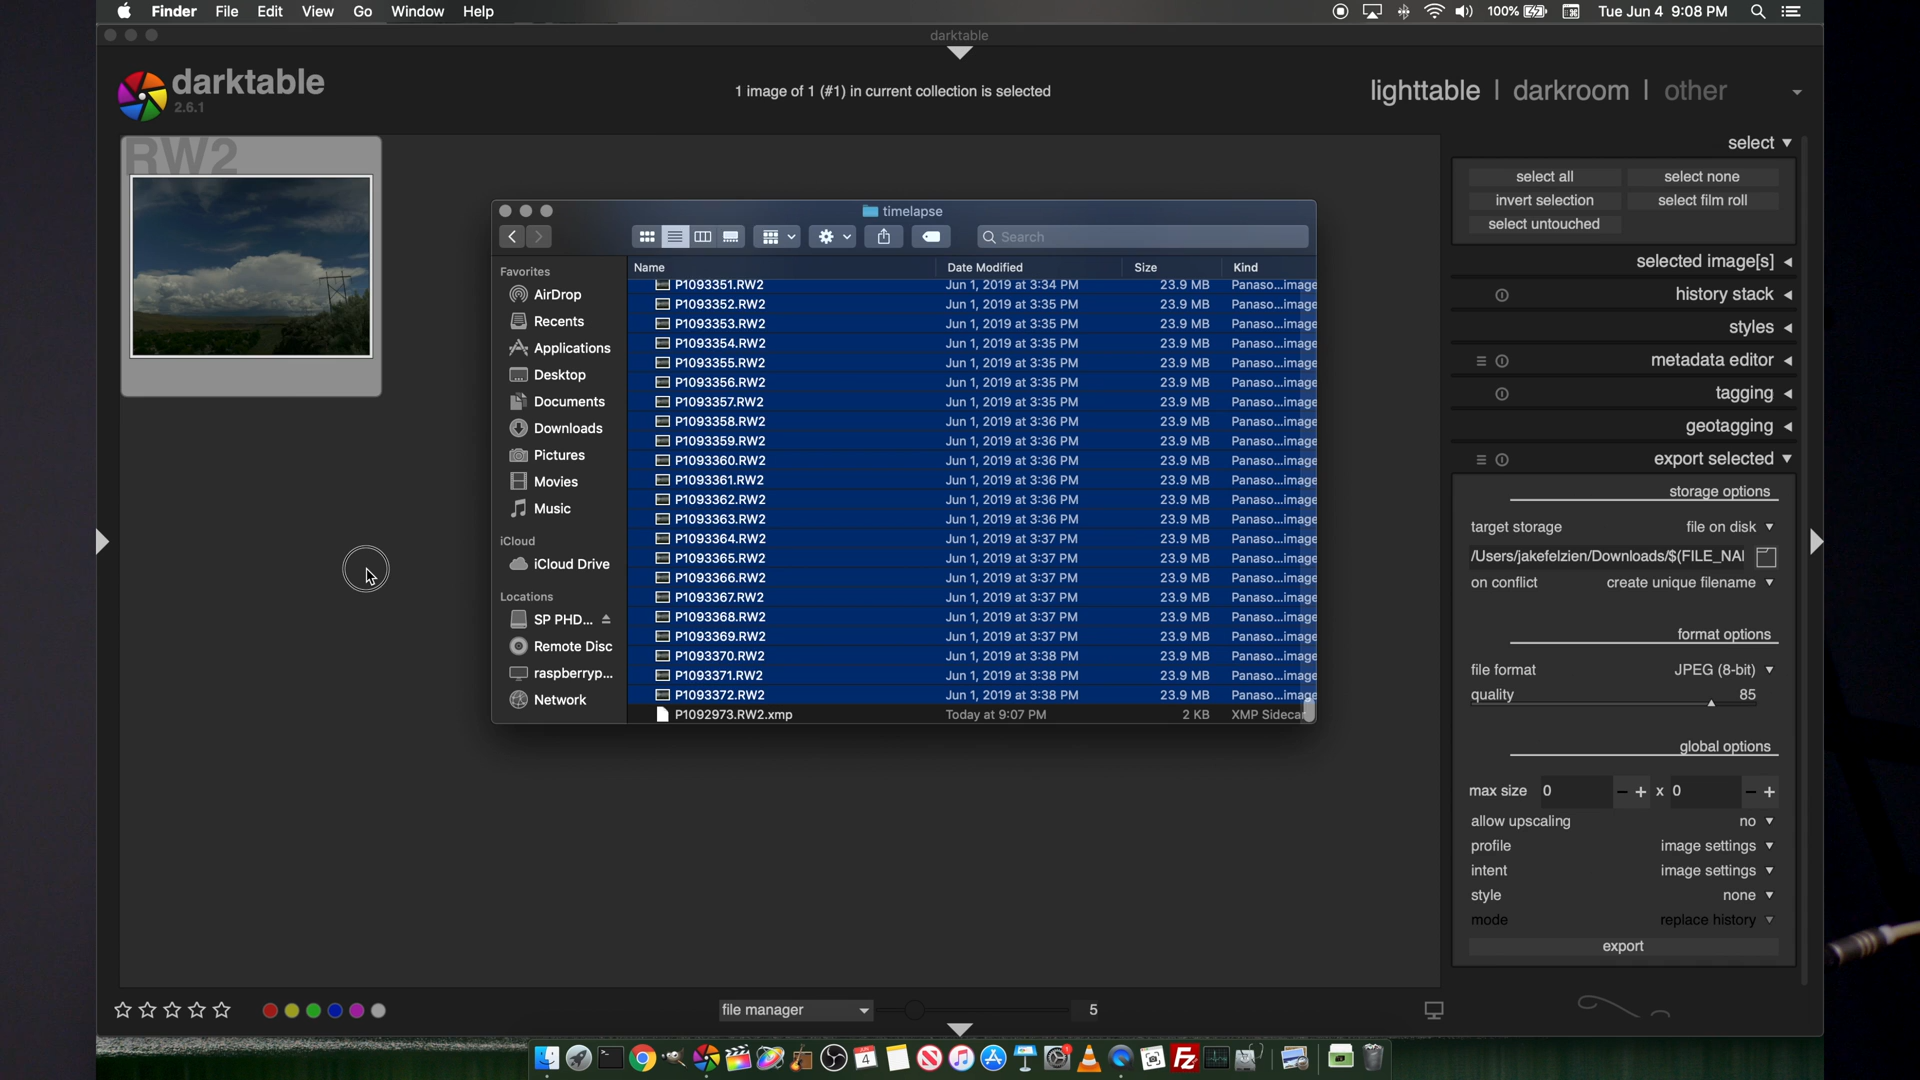 Finder File Edit View Go Window Help
100% Tue Jun 4 9:08 PM
darktable
darktable
2.6.1
1 image of 1 (#1) in current collection is selected
lighttable | darkroom | other
RW2
select
select all select none
invert selection select film roll
select untouched
selected image[s]
history stack
styles
metadata editor
tagging
geotagging
export selected
storage options
target storage file on disk
/Users/jakefelzien/Downloads/$(FILE_NAI
on conflict create unique filename
format options
file format JPEG (8-bit)
quality 85
global options
max size 0 - + x 0 - +
allow upscaling no
profile image settings
intent image settings
style none
mode replace history
export
timelapse
Search
Favorites
AirDrop
Recents
Applications
Desktop
Documents
Downloads
Pictures
Movies
Music
iCloud
iCloud Drive
Locations
SP PHD...
Remote Disc
raspberryp...
Network
Name Date Modified Size Kind
P1093351.RW2 Jun 1, 2019 at 3:34 PM 23.9 MB Panaso...image
P1093352.RW2 Jun 1, 2019 at 3:35 PM 23.9 MB Panaso...image
P1093353.RW2 Jun 1, 2019 at 3:35 PM 23.9 MB Panaso...image
P1093354.RW2 Jun 1, 2019 at 3:35 PM 23.9 MB Panaso...image
P1093355.RW2 Jun 1, 2019 at 3:35 PM 23.9 MB Panaso...image
P1093356.RW2 Jun 1, 2019 at 3:35 PM 23.9 MB Panaso...image
P1093357.RW2 Jun 1, 2019 at 3:35 PM 23.9 MB Panaso...image
P1093358.RW2 Jun 1, 2019 at 3:36 PM 23.9 MB Panaso...image
P1093359.RW2 Jun 1, 2019 at 3:36 PM 23.9 MB Panaso...image
P1093360.RW2 Jun 1, 2019 at 3:36 PM 23.9 MB Panaso...image
P1093361.RW2 Jun 1, 2019 at 3:36 PM 23.9 MB Panaso...image
P1093362.RW2 Jun 1, 2019 at 3:36 PM 23.9 MB Panaso...image
P1093363.RW2 Jun 1, 2019 at 3:36 PM 23.9 MB Panaso...image
P1093364.RW2 Jun 1, 2019 at 3:37 PM 23.9 MB Panaso...image
P1093365.RW2 Jun 1, 2019 at 3:37 PM 23.9 MB Panaso...image
P1093366.RW2 Jun 1, 2019 at 3:37 PM 23.9 MB Panaso...image
P1093367.RW2 Jun 1, 2019 at 3:37 PM 23.9 MB Panaso...image
P1093368.RW2 Jun 1, 2019 at 3:37 PM 23.9 MB Panaso...image
P1093369.RW2 Jun 1, 2019 at 3:37 PM 23.9 MB Panaso...image
P1093370.RW2 Jun 1, 2019 at 3:38 PM 23.9 MB Panaso...image
P1093371.RW2 Jun 1, 2019 at 3:38 PM 23.9 MB Panaso...image
P1093372.RW2 Jun 1, 2019 at 3:38 PM 23.9 MB Panaso...image
P1092973.RW2.xmp Today at 9:07 PM 2 KB XMP Sidecar
file manager 5